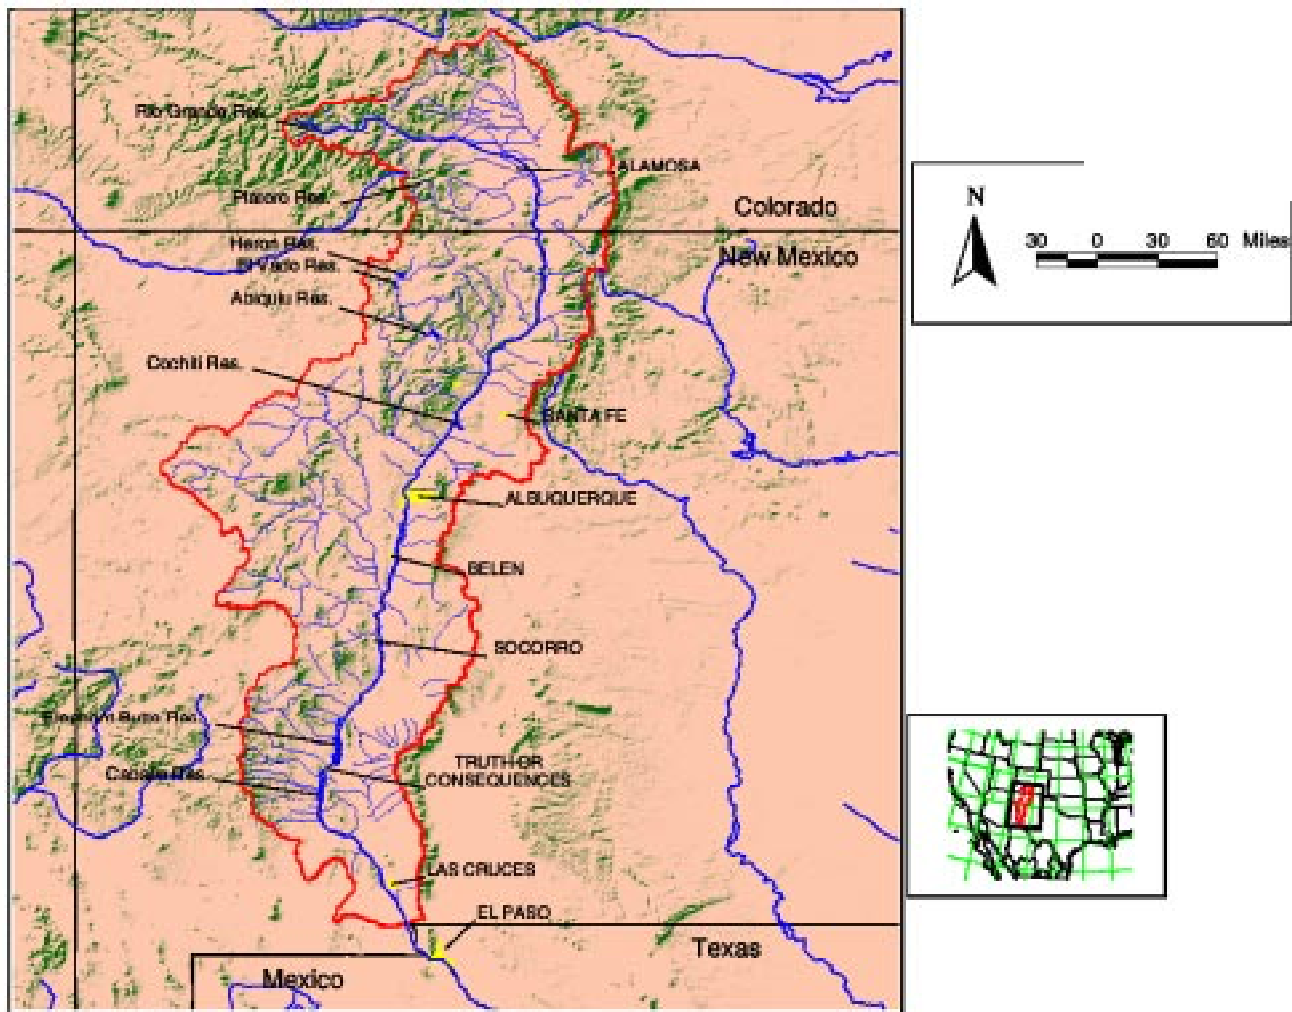 Rio Grande Res.
ALAMOSA
Platoro Res.
Colorado
Heron Res.
New Mexico
El Vado Res.
Abiquiu Res.
Cochiti Res.
SANTA FE
ALBUQUERQUE
BELEN
SOCORRO
Elephant Butte Res.
TRUTH OR
CONSEQUENCES
Caballo Res.
LAS CRUCES
EL PASO
Texas
Mexico
N
30 0 30 60 Miles